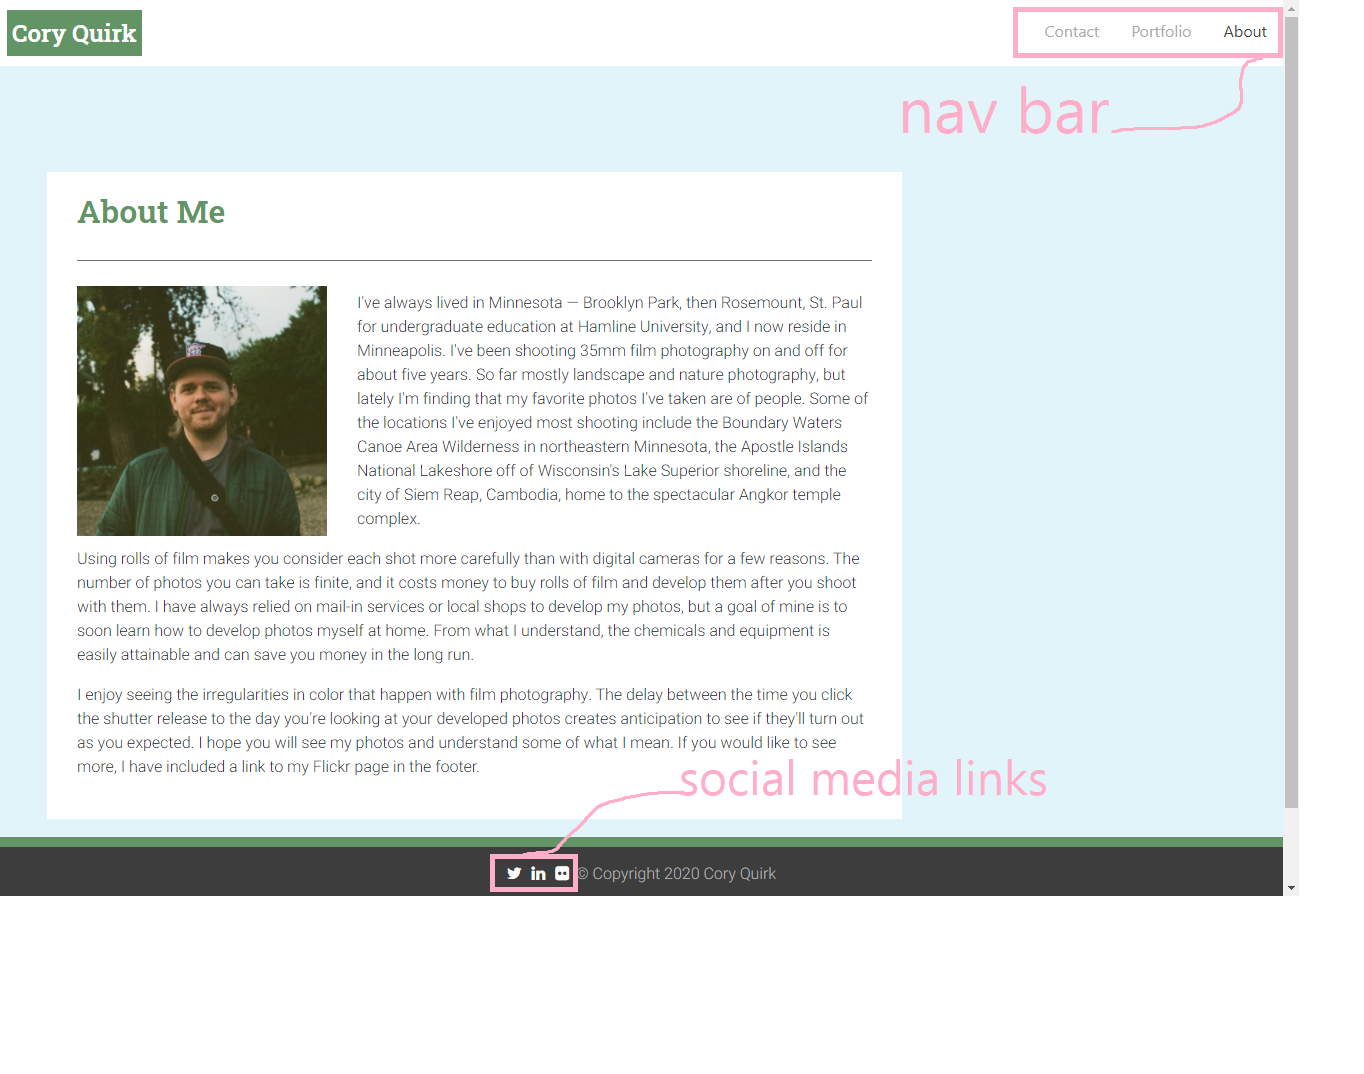 Cory Quirk
Contact Portfolio About
nav bar
About Me
I've always lived in Minnesota — Brooklyn Park, then Rosemount, St. Paul
for undergraduate education at Hamline University, and I now reside in
Minneapolis. I've been shooting 35mm film photography on and off for
about five years. So far mostly landscape and nature photography, but
lately I'm finding that my favorite photos I've taken are of people. Some of
the locations I've enjoyed most shooting include the Boundary Waters
Canoe Area Wilderness in northeastern Minnesota, the Apostle Islands
National Lakeshore off of Wisconsin's Lake Superior shoreline, and the
city of Siem Reap, Cambodia, home to the spectacular Angkor temple
complex.
Using rolls of film makes you consider each shot more carefully than with digital cameras for a few reasons. The
number of photos you can take is finite, and it costs money to buy rolls of film and develop them after you shoot
with them. I have always relied on mail-in services or local shops to develop my photos, but a goal of mine is to
soon learn how to develop photos myself at home. From what I understand, the chemicals and equipment is
easily attainable and can save you money in the long run.
I enjoy seeing the irregularities in color that happen with film photography. The delay between the time you click
the shutter release to the day you're looking at your developed photos creates anticipation to see if they'll turn out
as you expected. I hope you will see my photos and understand some of what I mean. If you would like to see
more, I have included a link to my Flickr page in the footer.
social media links
© Copyright 2020 Cory Quirk